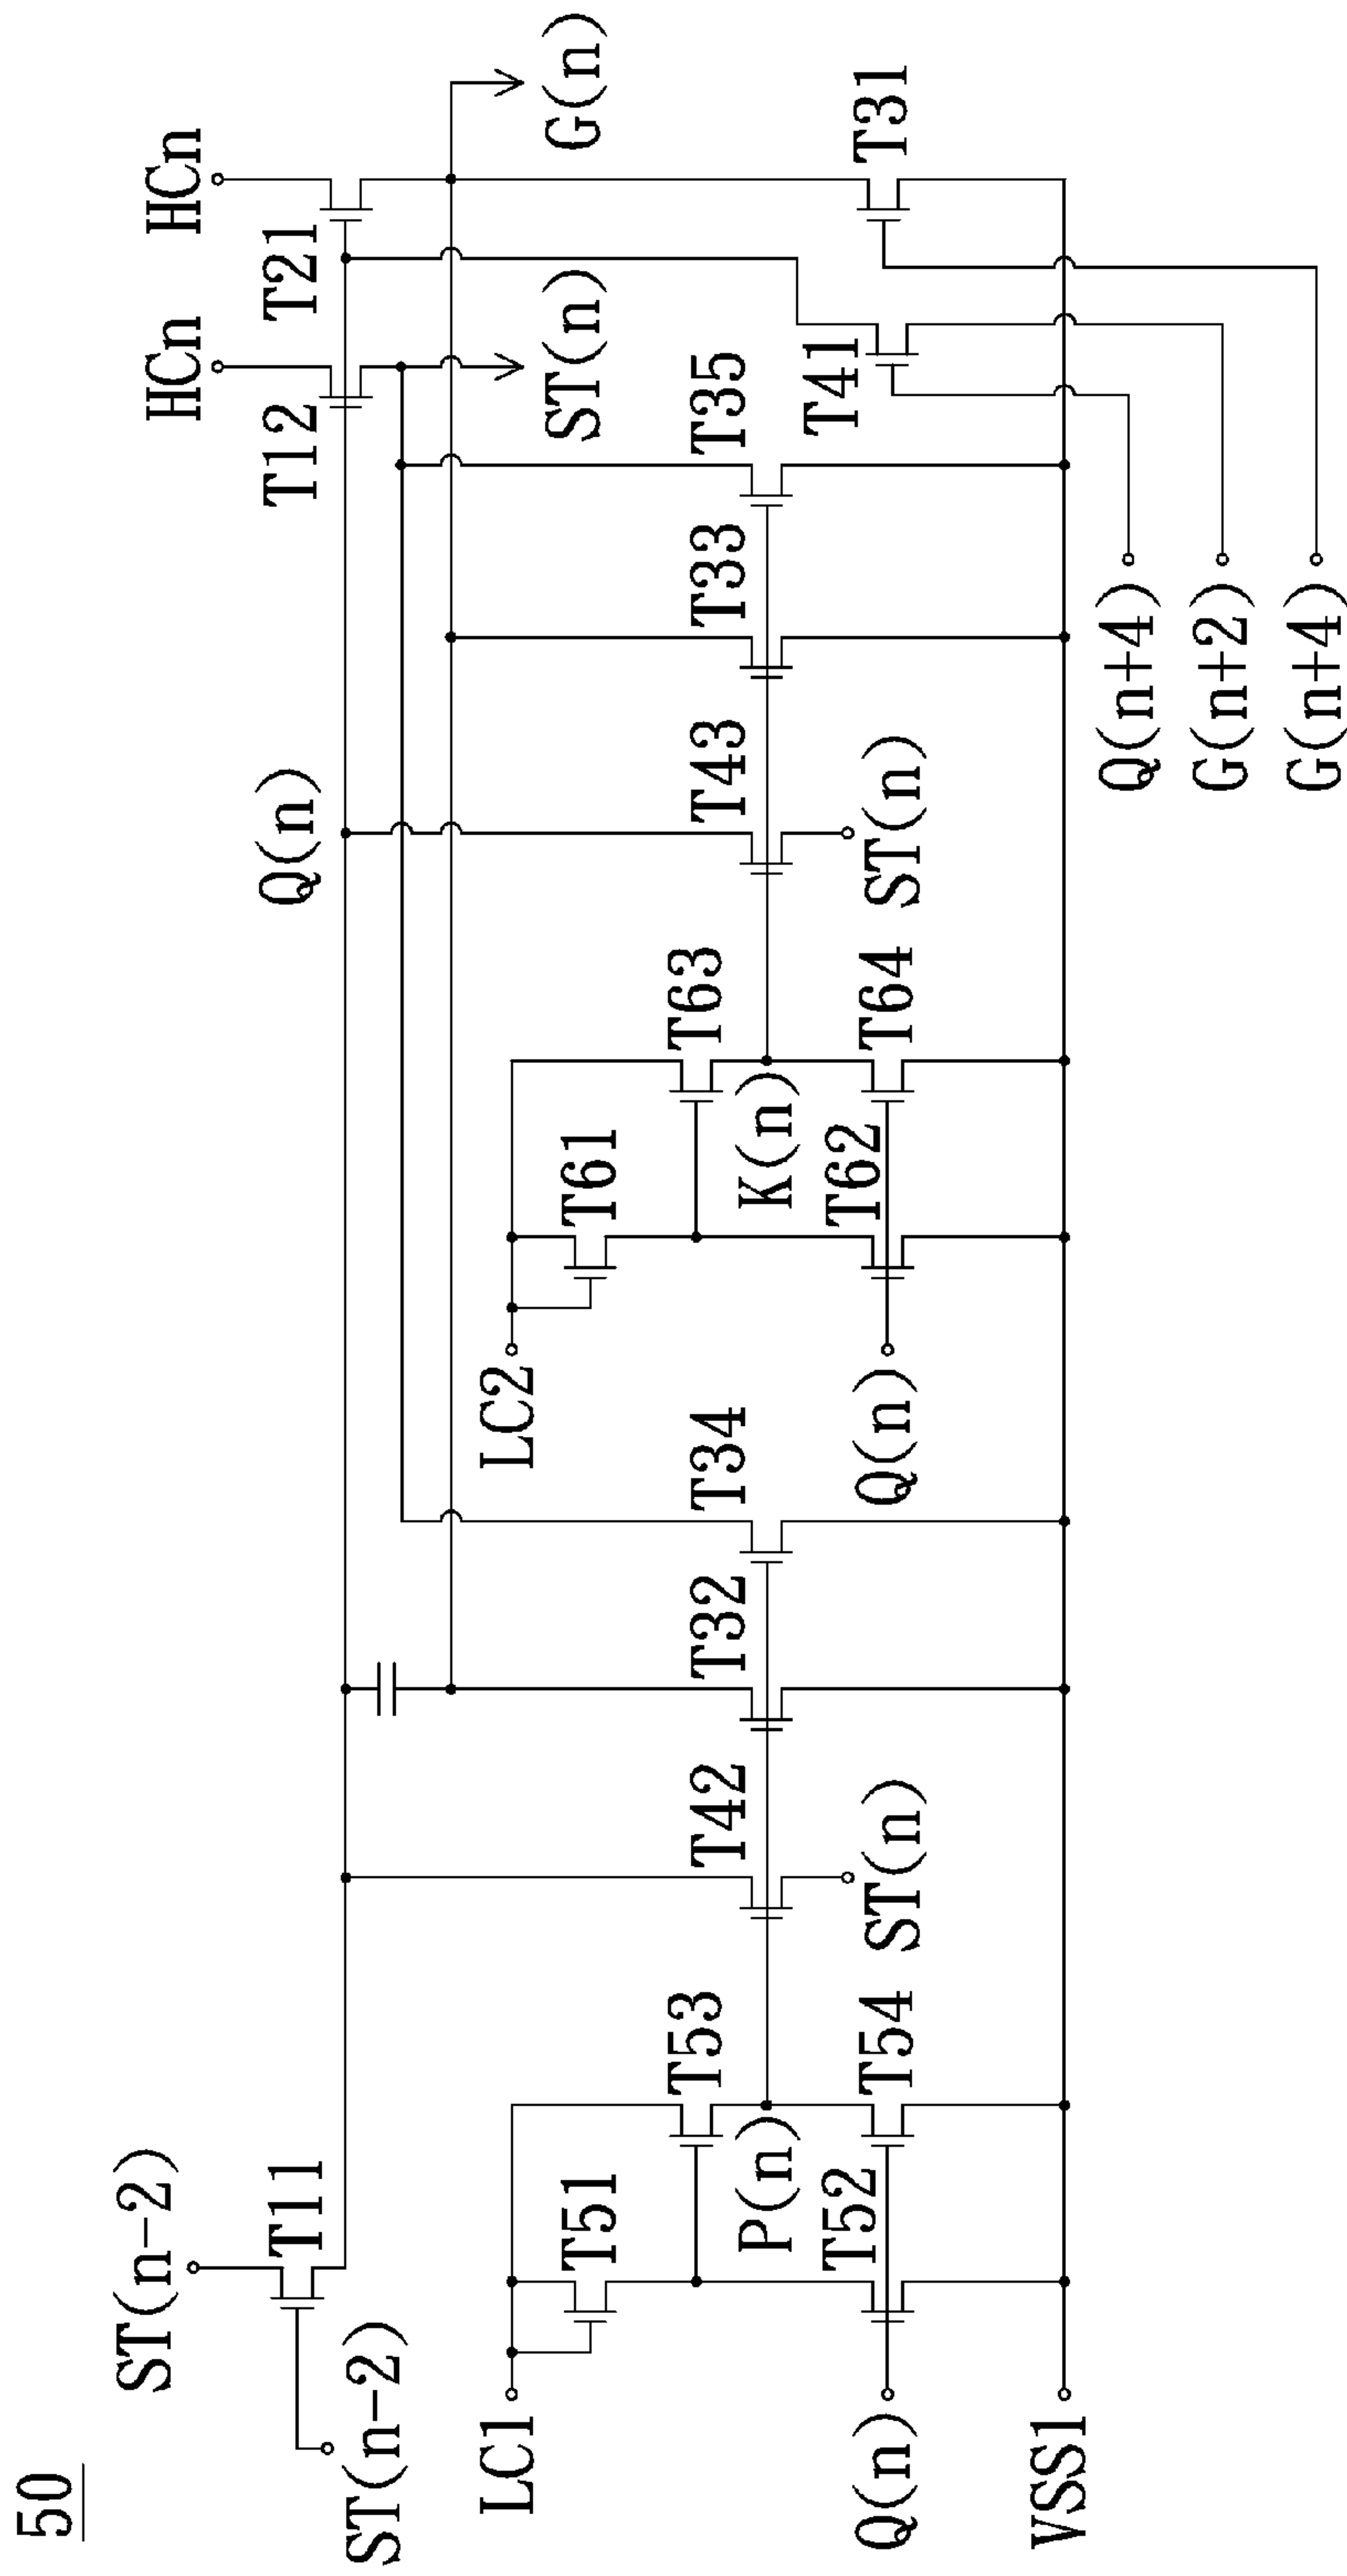 50
ST(n-2)
T11
ST(n-2)
Q(n)
HCn
HCn
T12
T21
LC1
T51
T53
P(n)
T52
T54
Q(n)
VSS1
T42
ST(n)
T32
T34
LC2
T61
T63
K(n)
T62
T64
Q(n)
T43
ST(n)
T33
T35
ST(n)
G(n)
T41
T31
Q(n+4)
G(n+2)
G(n+4)